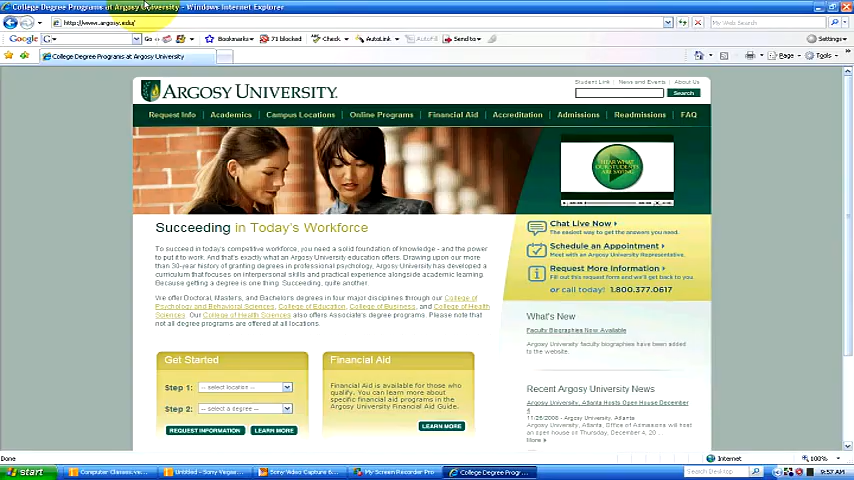 College Degree Programs at Argosy University - Windows Internet Explorer
http://www.argosy.edu/
My Web Search
Google
Go
Bookmarks
71 blocked
Check
AutoLink
AutoFill
Send to
Settings
College Degree Programs at Argosy University
Page
Tools
ARGOSY UNIVERSITY.
Student Link
News and Events
About Us
Search
Request Info
Academics
Campus Locations
Online Programs
Financial Aid
Accreditation
Admissions
Readmissions
FAQ
HEAR WHAT
OUR STUDENTS
ARE SAYING
Succeeding in Today's Workforce
To succeed in today's competitive workforce, you need a solid foundation of knowledge - and the power
to put it to work. And that's exactly what an Argosy University education offers. Drawing upon our more
than 30-year history of granting degrees in professional psychology, Argosy University has developed a
curriculum that focuses on interpersonal skills and practical experience alongside academic learning.
Because getting a degree is one thing. Succeeding, quite another.
We offer Doctoral, Masters, and Bachelor's degrees in four major disciplines through our College of
Psychology and Behavioral Sciences, College of Education, College of Business, and College of Health
Sciences. Our College of Health Sciences also offers Associate's degree programs. Please note that
not all degree programs are offered at all locations.
Chat Live Now
The easiest way to get the answers you need.
Schedule an Appointment
Meet with an Argosy University Representative.
Request More Information
Fill out this request form and we'll get back to you.
or call today! 1.800.377.0617
What's New
Faculty Biographies Now Available
Argosy University faculty biographies have been added
to the website.
Recent Argosy University News
Argosy University, Atlanta Hosts Open House December
4
11/26/2008 - Argosy University, Atlanta
Argosy University, Atlanta, Office of Admissions will host
an open house on Thursday, December 4, 20...
More
Get Started
Step 1:
-- select location --
Step 2:
-- select a degree --
REQUEST INFORMATION
LEARN MORE
Financial Aid
Financial Aid is available for those who
qualify. You can learn more about
specific financial aid programs in the
Argosy University Financial Aid Guide.
LEARN MORE
Done
Internet
100%
start
Computer Classes.vs...
Untitled - Sony Vegas...
Sony Video Capture 6...
My Screen Recorder Pro
College Degree Progr...
Search Desktop
9:57 AM